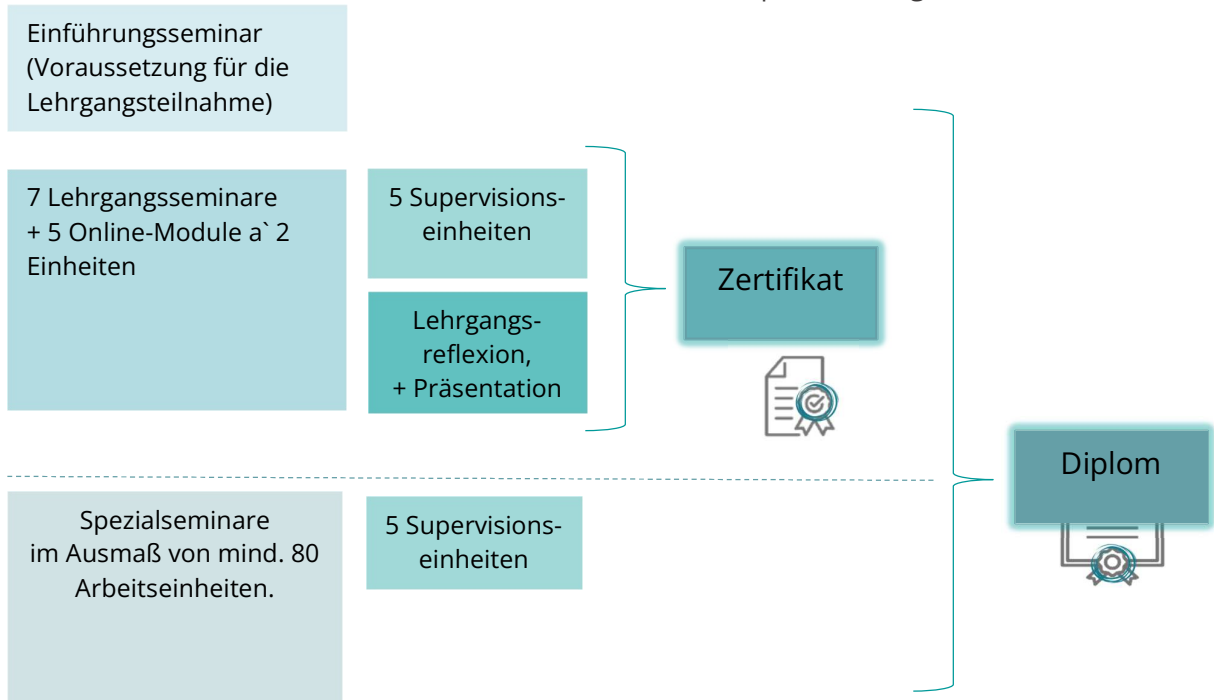 Einführungsseminar
(Voraussetzung für die
Lehrgangsteilnahme)
7 Lehrgangsseminare
+ 5 Online-Module a` 2
Einheiten
5 Supervisions-
einheiten
Lehrgangs-
reflexion,
+ Präsentation
Zertifikat
Diplom
Spezialseminare
im Ausmaß von mind. 80
Arbeitseinheiten.
5 Supervisions-
einheiten